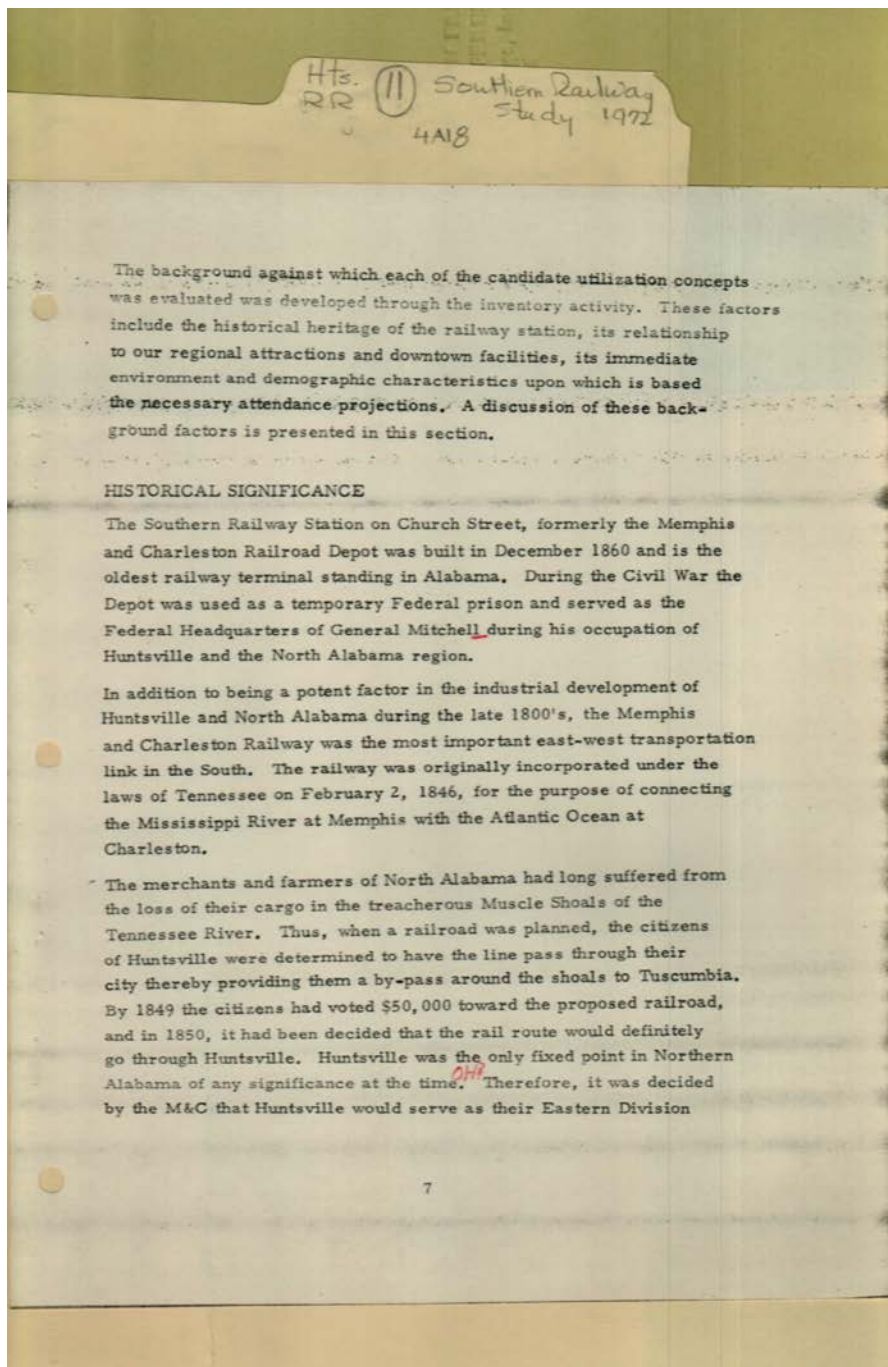 Hts. RR 11 Southern Railway
Study 1972
4A18
The background against which each of the candidate utilization concepts
was evaluated was developed through the inventory activity. These factors
include the historical heritage of the railway station, its relationship
to our regional attractions and downtown facilities, its immediate
environment and demographic characteristics upon which is based
the necessary attendance projections. A discussion of these back-
ground factors is presented in this section.
HISTORICAL SIGNIFICANCE
The Southern Railway Station on Church Street, formerly the Memphis
and Charleston Railroad Depot was built in December 1860 and is the
oldest railway terminal standing in Alabama. During the Civil War the
Depot was used as a temporary Federal prison and served as the
Federal Headquarters of General Mitchell during his occupation of
Huntsville and the North Alabama region.
In addition to being a potent factor in the industrial development of
Huntsville and North Alabama during the late 1800's, the Memphis
and Charleston Railway was the most important east-west transportation
link in the South. The railway was originally incorporated under the
laws of Tennessee on February 2, 1846, for the purpose of connecting
the Mississippi River at Memphis with the Atlantic Ocean at
Charleston.
The merchants and farmers of North Alabama had long suffered from
the loss of their cargo in the treacherous Muscle Shoals of the
Tennessee River. Thus, when a railroad was planned, the citizens
of Huntsville were determined to have the line pass through their
city thereby providing them a by-pass around the shoals to Tuscumbia.
By 1849 the citizens had voted $50,000 toward the proposed railroad,
and in 1850, it had been decided that the rail route would definitely
go through Huntsville. Huntsville was the only fixed point in Northern
Alabama of any significance at the time. OH? Therefore, it was decided
by the M&C that Huntsville would serve as their Eastern Division
7